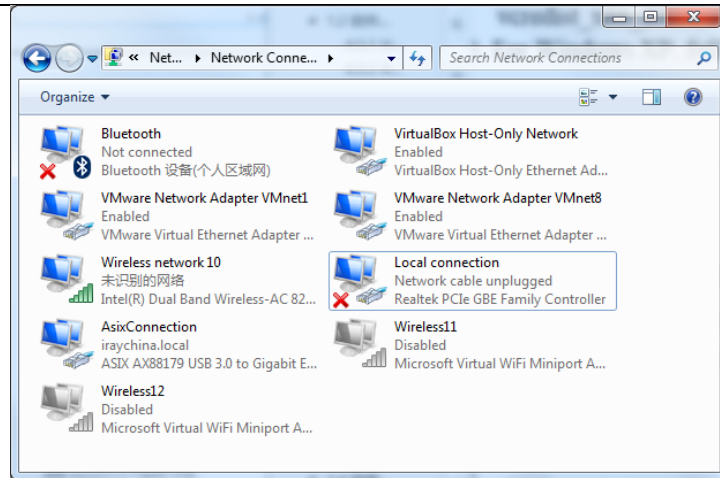 « Net... ▸ Network Conne... ▸
Search Network Connections
Organize
Bluetooth
Not connected
Bluetooth 设备(个人区域网)
VirtualBox Host-Only Network
Enabled
VirtualBox Host-Only Ethernet Ad...
VMware Network Adapter VMnet1
Enabled
VMware Virtual Ethernet Adapter ...
VMware Network Adapter VMnet8
Enabled
VMware Virtual Ethernet Adapter ...
Wireless network 10
未识别的网络
Intel(R) Dual Band Wireless-AC 82...
Local connection
Network cable unplugged
Realtek PCIe GBE Family Controller
AsixConnection
iraychina.local
ASIX AX88179 USB 3.0 to Gigabit E...
Wireless11
Disabled
Microsoft Virtual WiFi Miniport A...
Wireless12
Disabled
Microsoft Virtual WiFi Miniport A...